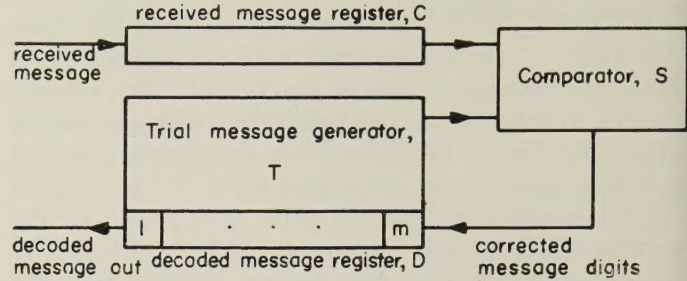 received message register, C
received
message
Comparator, S
Trial message generator,
T
l . . . m
decoded
message out
decoded message register, D
corrected
message digits